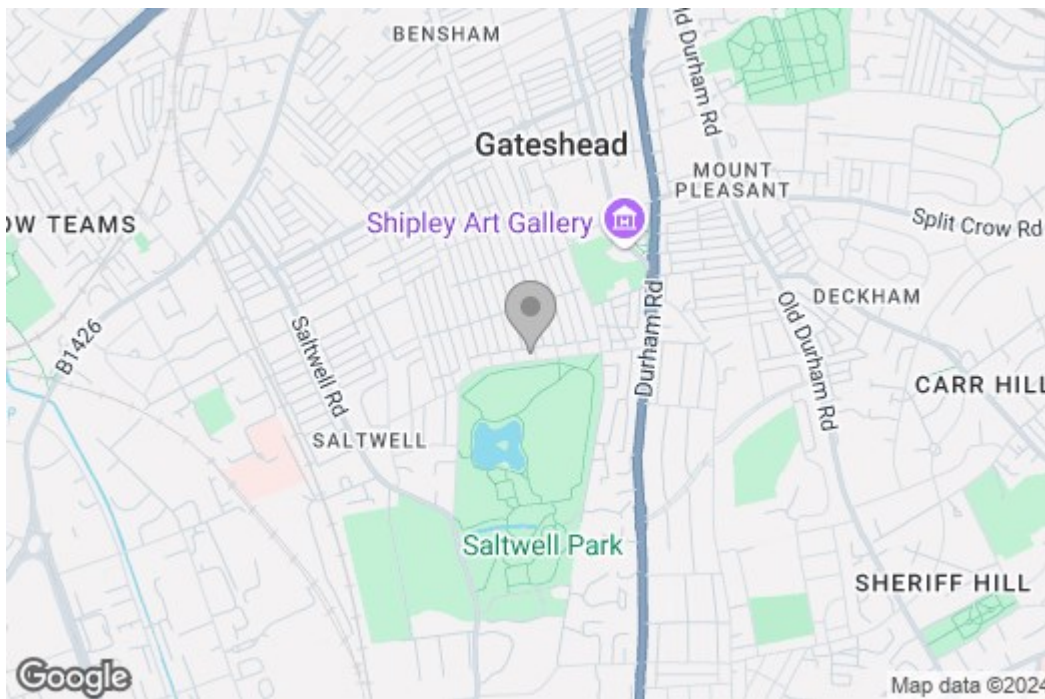 BENSHAM
Old Durham Rd
Gateshead
MOUNT
PLEASANT
OW TEAMS
Shipley Art Gallery
Split Crow Rd
DECKHAM
B1426
Saltwell Rd
Durham Rd
Old Durham Rd
CARR HILL
SALTWELL
Saltwell Park
SHERIFF HILL
Google
Map data ©2024